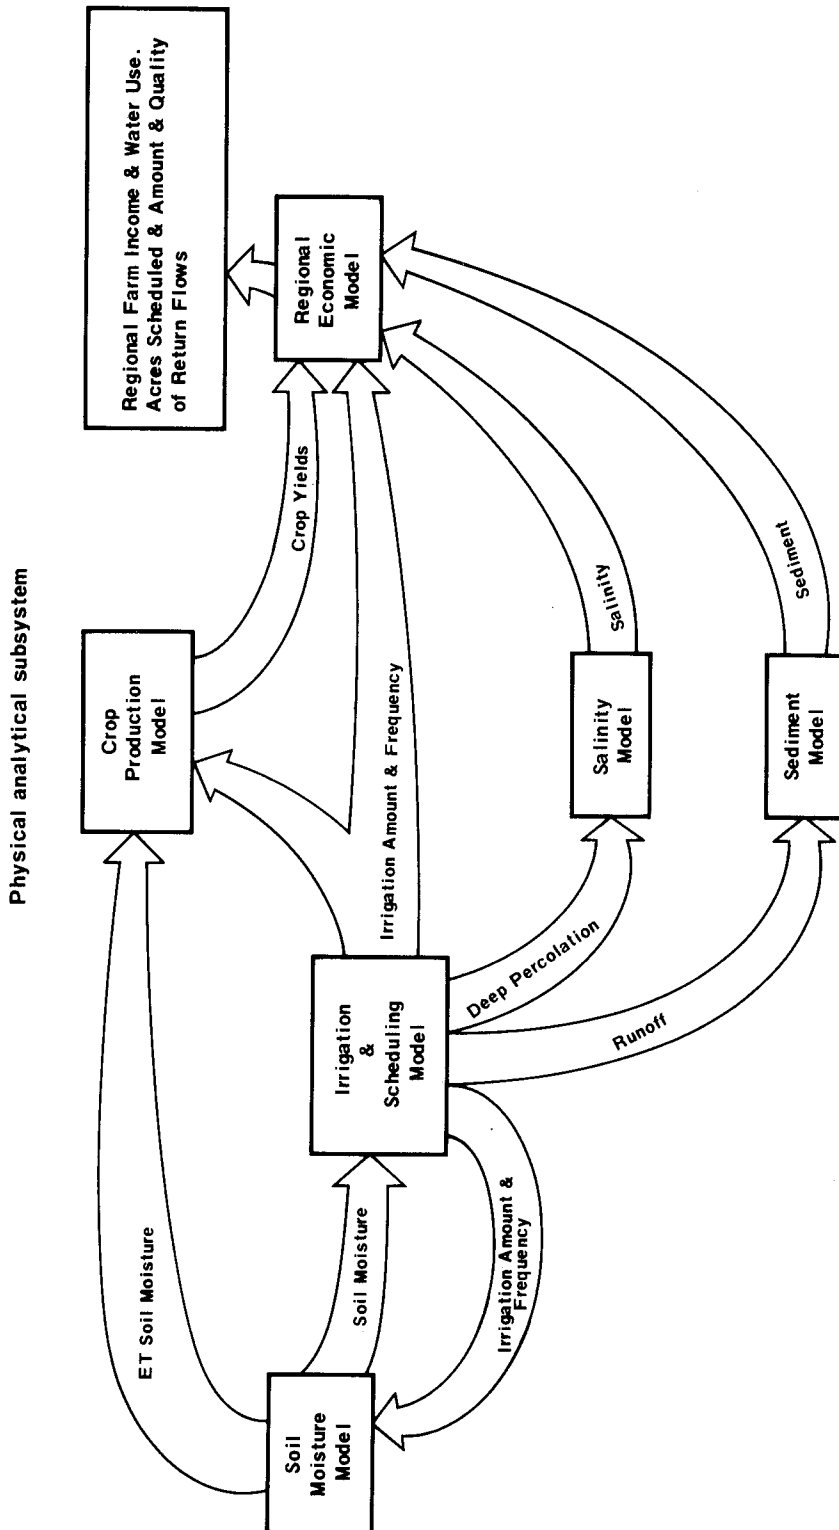 Physical analytical subsystem
Regional Farm Income & Water Use.
Acres Scheduled & Amount & Quality
of Return Flows
Crop
Production
Model
Regional
Economic
Model
ET Soil Moisture
Crop Yields
Soil
Moisture
Model
Soil Moisture
Irrigation
&
Scheduling
Model
Irrigation Amount & Frequency
Irrigation Amount &
Frequency
Deep Percolation
Salinity
Model
Salinity
Runoff
Sediment
Model
Sediment